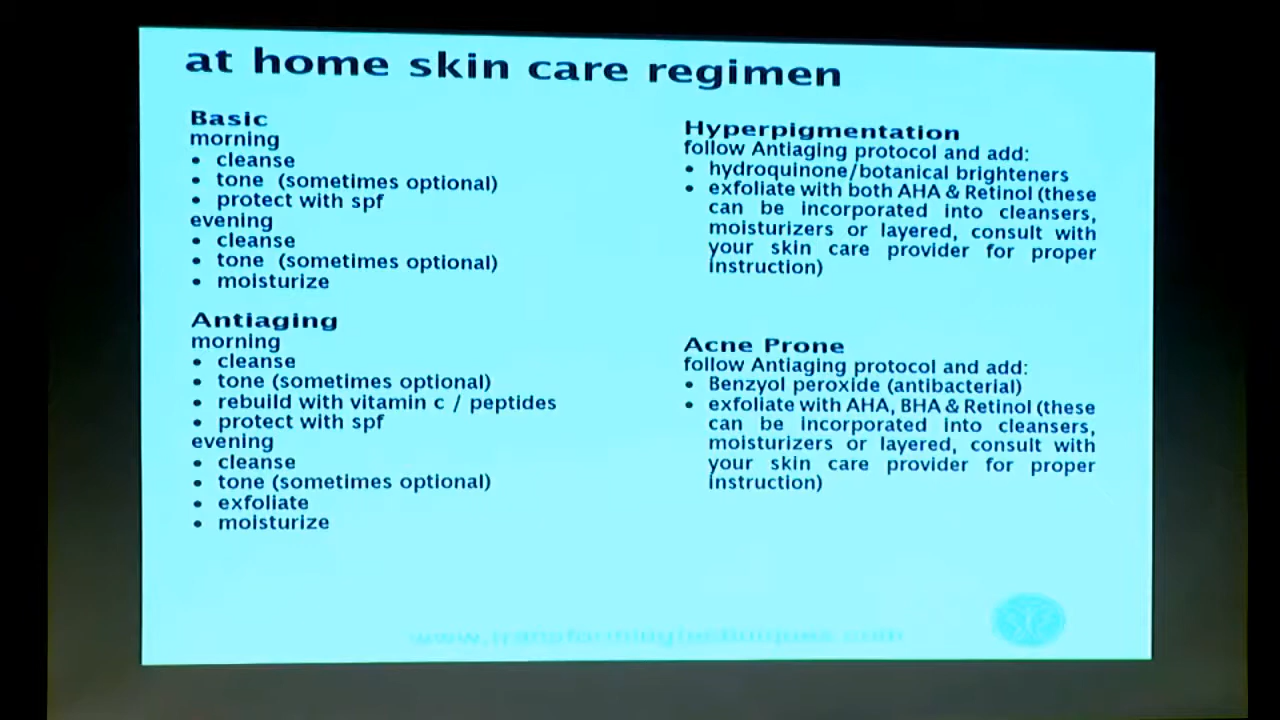 at home skin care regimen
Basic
morning
• cleanse
• tone (sometimes optional)
• protect with spf
evening
• cleanse
• tone (sometimes optional)
• moisturize
Antiaging
morning
• cleanse
• tone (sometimes optional)
• rebuild with vitamin c / peptides
• protect with spf
evening
• cleanse
• tone (sometimes optional)
• exfoliate
• moisturize
Hyperpigmentation
follow Antiaging protocol and add:
• hydroquinone/botanical brighteners
• exfoliate with both AHA & Retinol (these
can be incorporated into cleansers,
moisturizers or layered, consult with
your skin care provider for proper
instruction)
Acne Prone
follow Antiaging protocol and add:
• Benzyol peroxide (antibacterial)
• exfoliate with AHA, BHA & Retinol (these
can be incorporated into cleansers,
moisturizers or layered, consult with
your skin care provider for proper
instruction)
www.transformingtechniques.com